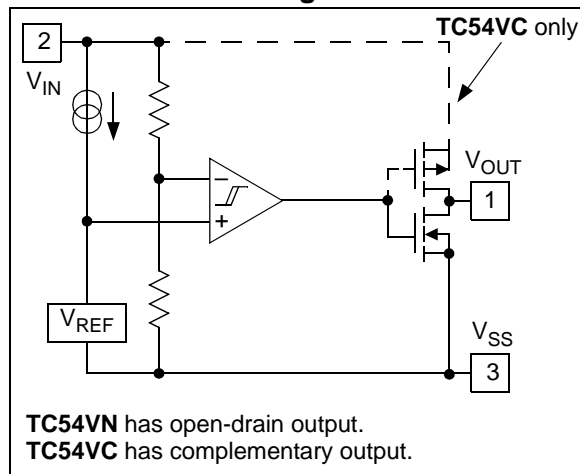 TC54VC only
2
VIN
VOUT
−
+
1
VREF
VSS
3
TC54VN has open-drain output.
TC54VC has complementary output.